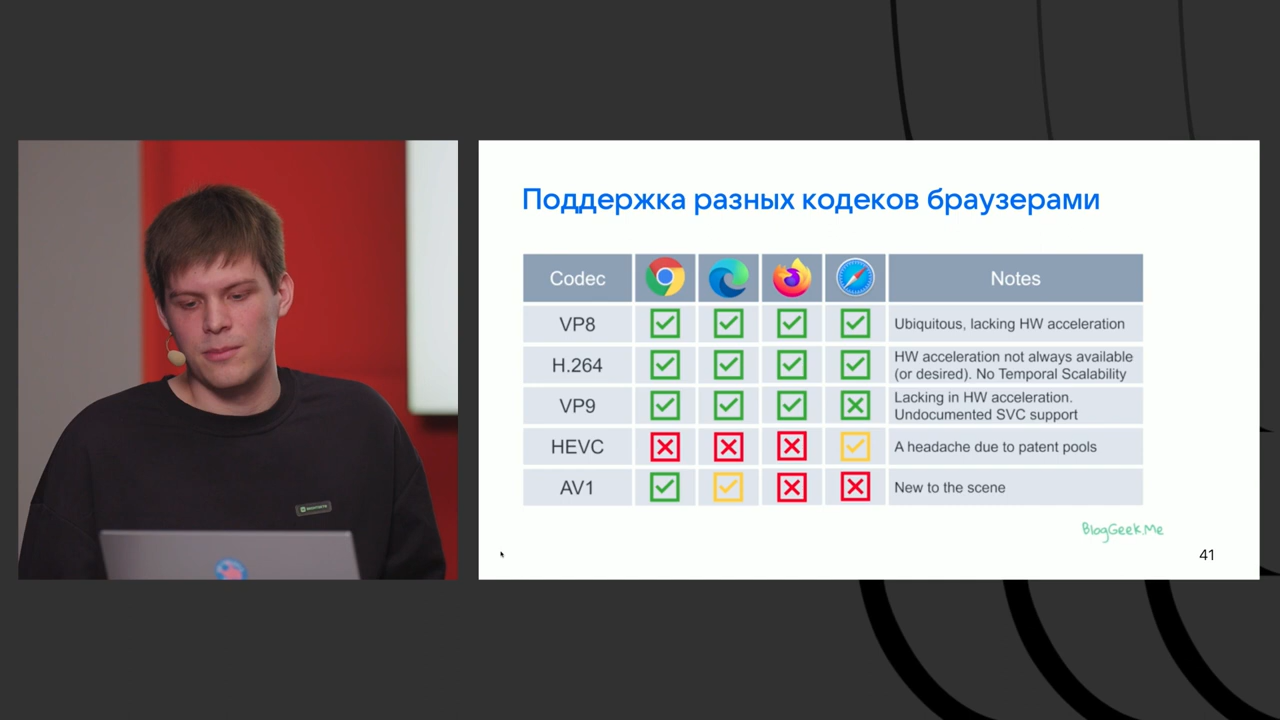 Поддержка разных кодеков браузерами
Codec Notes
VP8 Ubiquitous, lacking HW acceleration
H.264 HW acceleration not always available
(or desired). No Temporal Scalability
VP9 Lacking in HW acceleration.
Undocumented SVC support
HEVC A headache due to patent pools
AV1 New to the scene
BlogGeek.Me
41